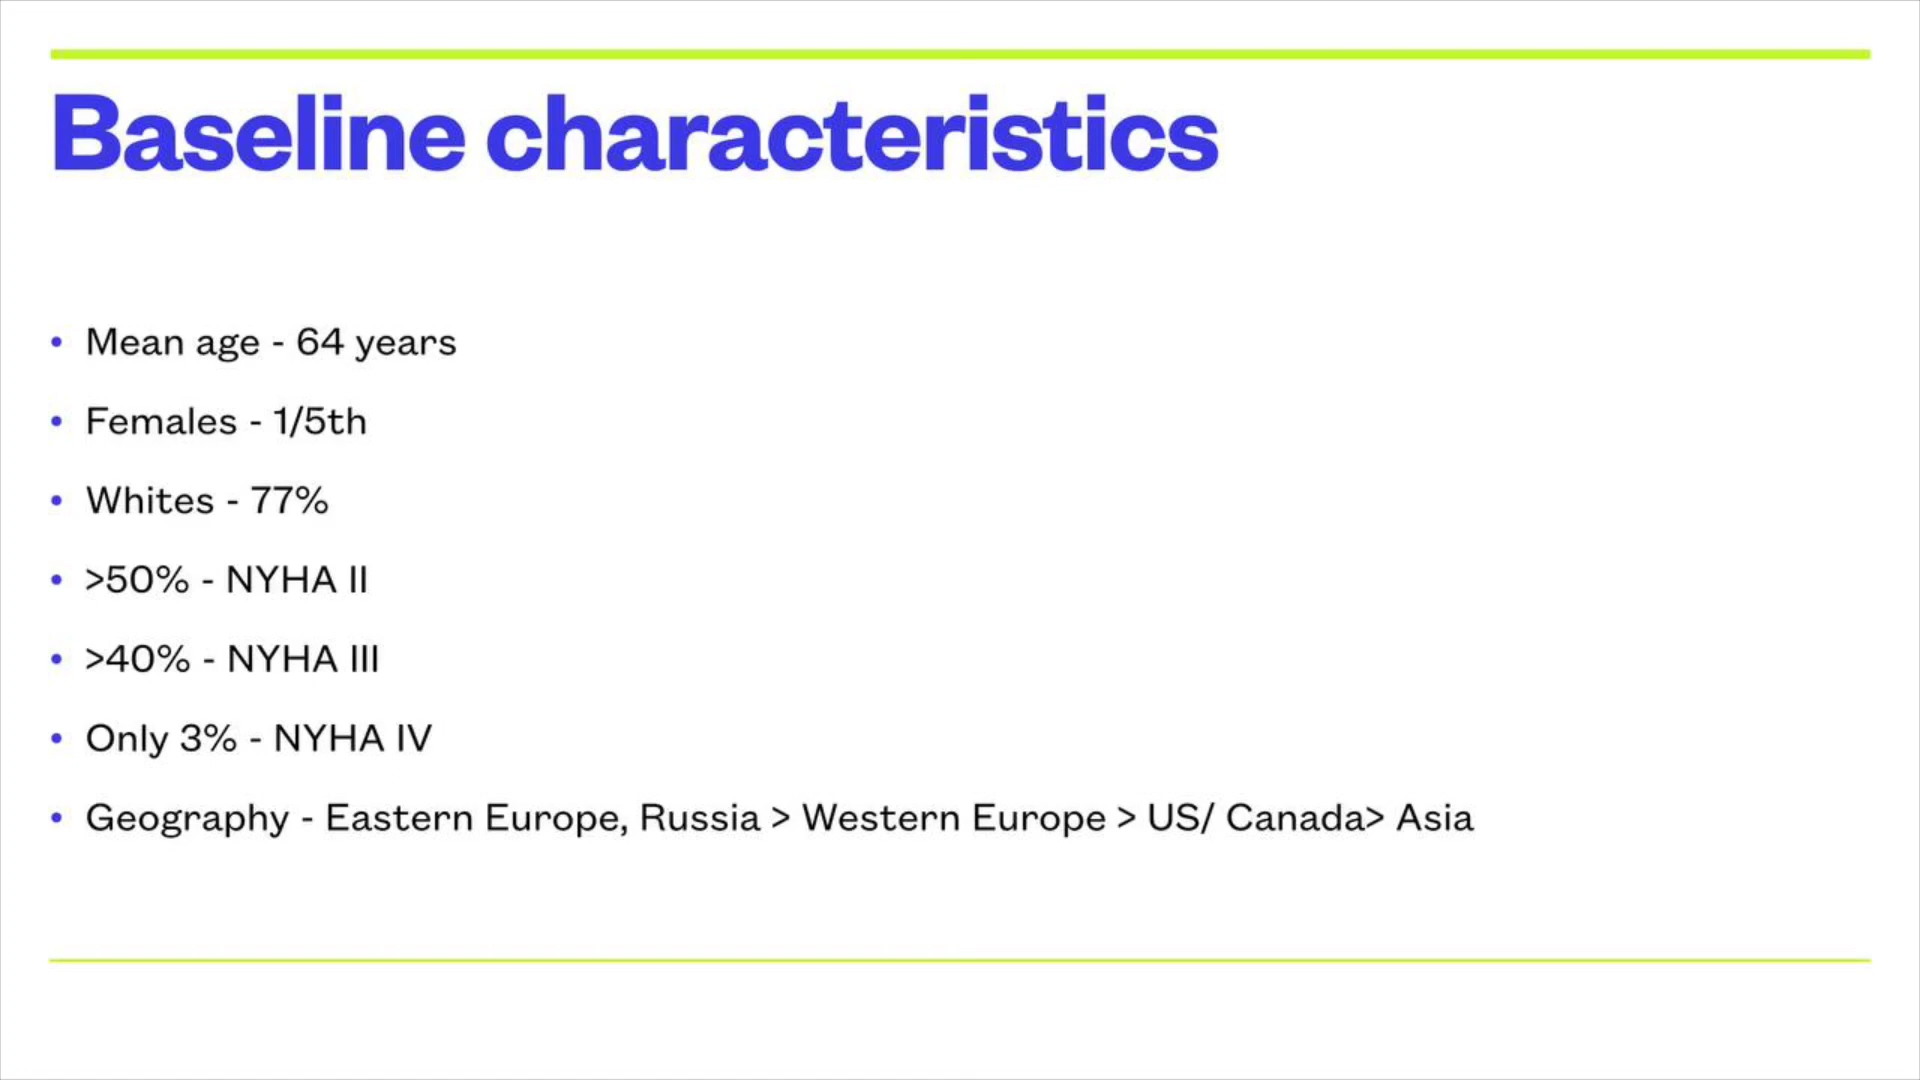 Baseline characteristics
• Mean age - 64 years
• Females - 1/5th
• Whites - 77%
• >50% - NYHA II
• >40% - NYHA III
• Only 3% - NYHA IV
• Geography - Eastern Europe, Russia > Western Europe > US/ Canada> Asia